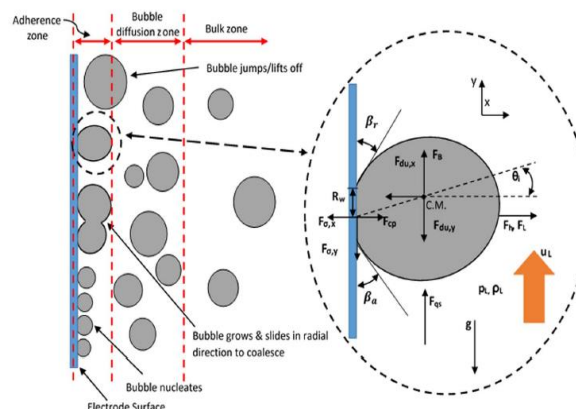 Adherence
zone
Bubble
diffusion zone
Bulk zone
Bubble jumps/lifts off
Bubble grows & slides in radial
direction to coalesce
Bubble nucleates
Electrode Surface
y
x
βr
Fdu,x
FB
θi
Rw
C.M.
Fσ,x
Fcp
Fh, FL
Fσ,y
Fdu,y
uL
βa
Fqs
pL, ρL
g